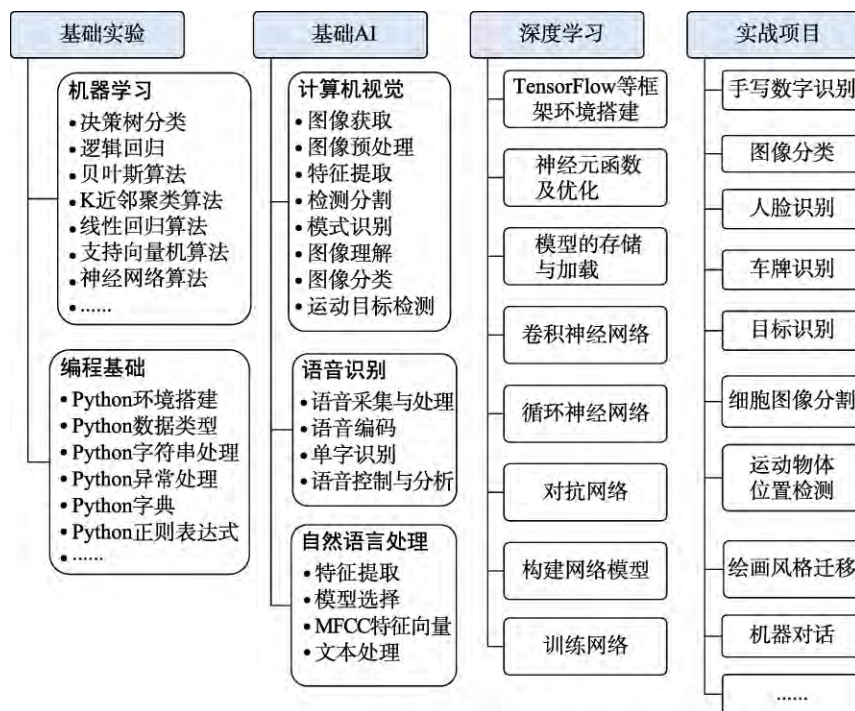 基础实验
机器学习
•决策树分类
•逻辑回归
•贝叶斯算法
•K近邻聚类算法
•线性回归算法
•支持向量机算法
•神经网络算法
•......
编程基础
•Python环境搭建
•Python数据类型
•Python字符串处理
•Python异常处理
•Python字典
•Python正则表达式
•......
基础AI
计算机视觉
•图像获取
•图像预处理
•特征提取
•检测分割
•模式识别
•图像理解
•图像分类
•运动目标检测
语音识别
•语音采集与处理
•语音编码
•单字识别
•语音控制与分析
自然语言处理
•特征提取
•模型选择
•MFCC特征向量
•文本处理
深度学习
TensorFlow等框
架环境搭建
神经元函数
及优化
模型的存储
与加载
卷积神经网络
循环神经网络
对抗网络
构建网络模型
训练网络
实战项目
手写数字识别
图像分类
人脸识别
车牌识别
目标识别
细胞图像分割
运动物体
位置检测
绘画风格迁移
机器对话
......